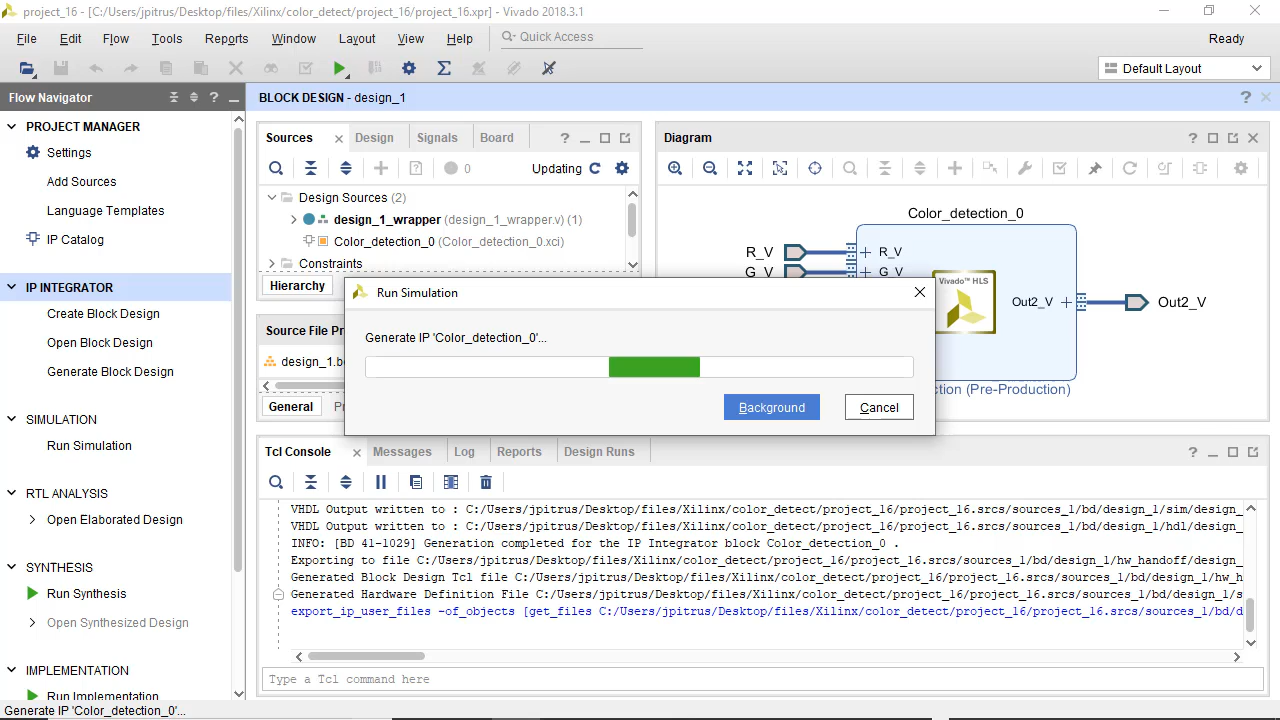 project_16 - [C:/Users/jpitrus/Desktop/files/Xilinx/color_detect/project_16/project_16.xpr] - Vivado 2018.3.1
File Edit Flow Tools Reports Window Layout View Help Quick Access Ready
Default Layout
Flow Navigator
PROJECT MANAGER
Settings
Add Sources
Language Templates
IP Catalog
IP INTEGRATOR
Create Block Design
Open Block Design
Generate Block Design
SIMULATION
Run Simulation
RTL ANALYSIS
Open Elaborated Design
SYNTHESIS
Run Synthesis
Open Synthesized Design
IMPLEMENTATION
Run Implementation
BLOCK DESIGN - design_1
Sources Design Signals Board
0 Updating
Design Sources (2)
design_1_wrapper (design_1_wrapper.v) (1)
Color_detection_0 (Color_detection_0.xci)
Constraints
Hierarchy
Source File Pr
design_1.b
General Pr
Diagram
Color_detection_0
R_V R_V
G_V G_V
Vivado™ HLS
Out2_V Out2_V
ction (Pre-Production)
Run Simulation
Generate IP 'Color_detection_0'...
Background Cancel
Tcl Console Messages Log Reports Design Runs
VHDL Output written to : C:/Users/jpitrus/Desktop/files/Xilinx/color_detect/project_16/project_16.srcs/sources_1/bd/design_1/sim/design_
VHDL Output written to : C:/Users/jpitrus/Desktop/files/Xilinx/color_detect/project_16/project_16.srcs/sources_1/bd/design_1/hdl/design_
INFO: [BD 41-1029] Generation completed for the IP Integrator block Color_detection_0 .
Exporting to file C:/Users/jpitrus/Desktop/files/Xilinx/color_detect/project_16/project_16.srcs/sources_1/bd/design_1/hw_handoff/design_
Generated Block Design Tcl file C:/Users/jpitrus/Desktop/files/Xilinx/color_detect/project_16/project_16.srcs/sources_1/bd/design_1/hw_h
Generated Hardware Definition File C:/Users/jpitrus/Desktop/files/Xilinx/color_detect/project_16/project_16.srcs/sources_1/bd/design_1/s
export_ip_user_files -of_objects [get_files C:/Users/jpitrus/Desktop/files/Xilinx/color_detect/project_16/project_16.srcs/sources_1/bd/d
Type a Tcl command here
Generate IP 'Color_detection_0'...